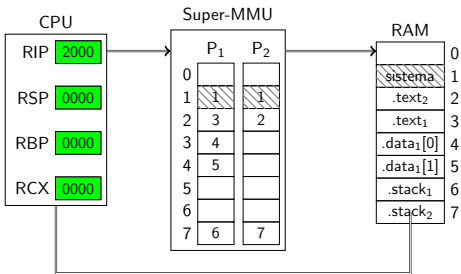 CPU
RIP 2000
RSP 0000
RBP 0000
RCX 0000
Super-MMU
P1 P2
0
1 1 1
2 3 2
3 4
4 5
5
6
7 6 7
RAM
0
sistema 1
.text2 2
.text1 3
.data1[0] 4
.data1[1] 5
.stack1 6
.stack2 7